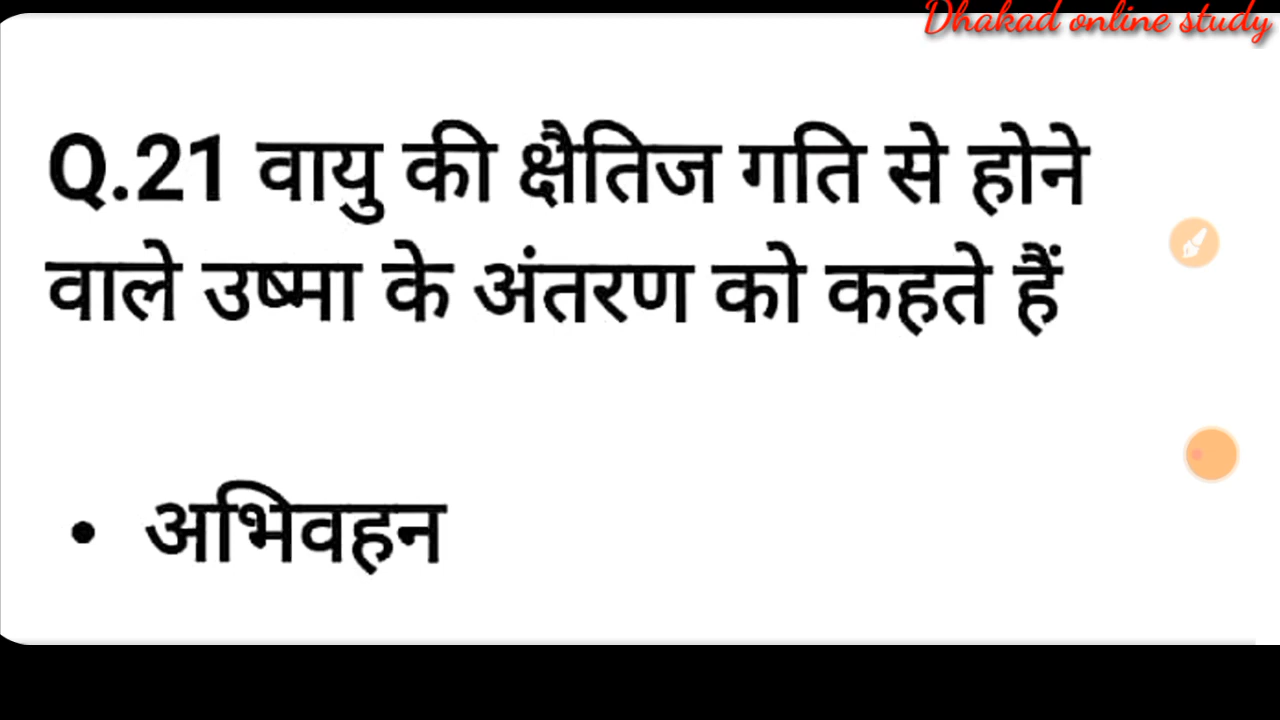 Dhakad online study
Q.21 वायु की क्षैतिज गति से होने
वाले उष्मा के अंतरण को कहते हैं
• अभिवहन